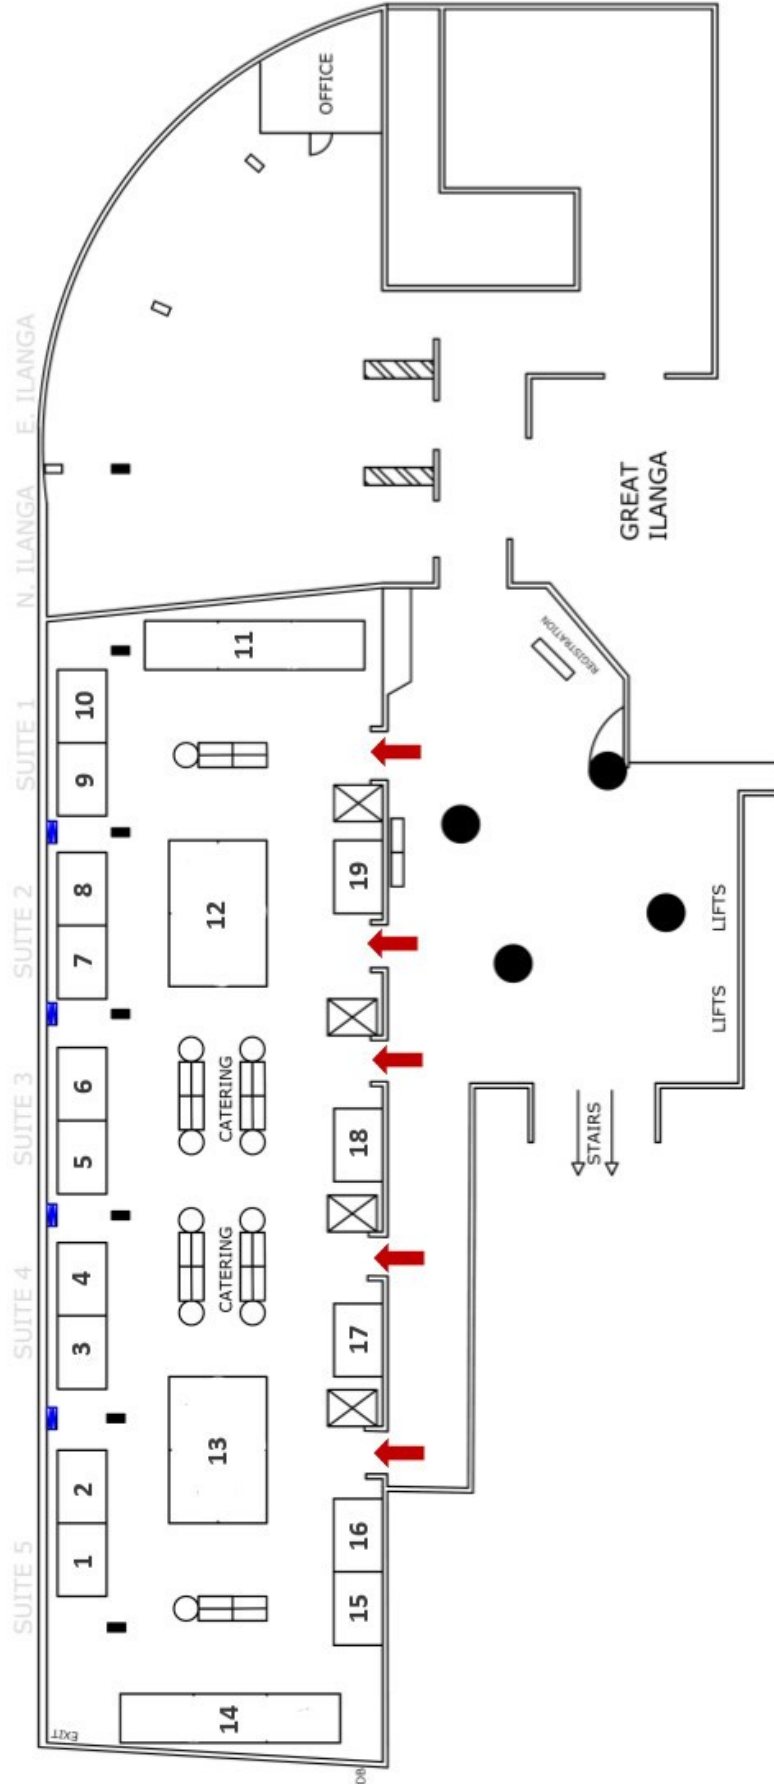 SUITE 5
SUITE 4
SUITE 3
SUITE 2
SUITE 1
N. ILANGA
E. ILANGA
EXIT
1
2
3
4
5
6
7
8
9
10
14
13
CATERING
CATERING
12
11
15
16
17
18
19
OFFICE
DB
STAIRS
LIFTS
LIFTS
REGISTRATION
GREAT
ILANGA